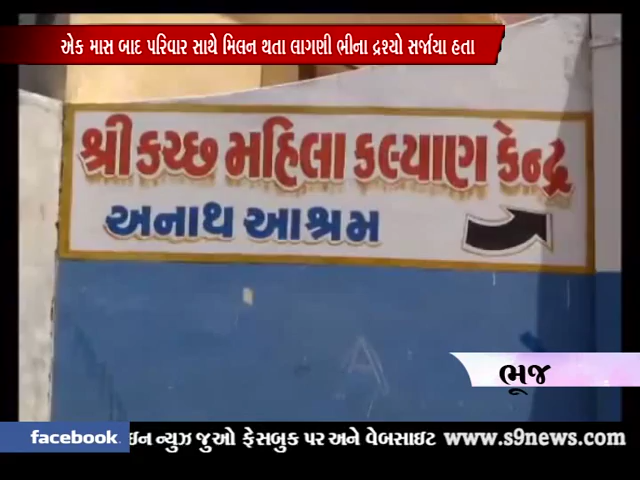 એક માસ બાદ પરિવાર સાથે મિલન થતા લાગણી ભીના દ્રશ્યો સર્જાયા હતા
શ્રી કચ્છ મહિલા કલ્યાણ કેન્દ્ર
અનાથ આશ્રમ
ભૂજ
facebook ઇન ન્યુઝ જુઓ ફેસબુક પર અને વેબસાઇટ www.s9news.com